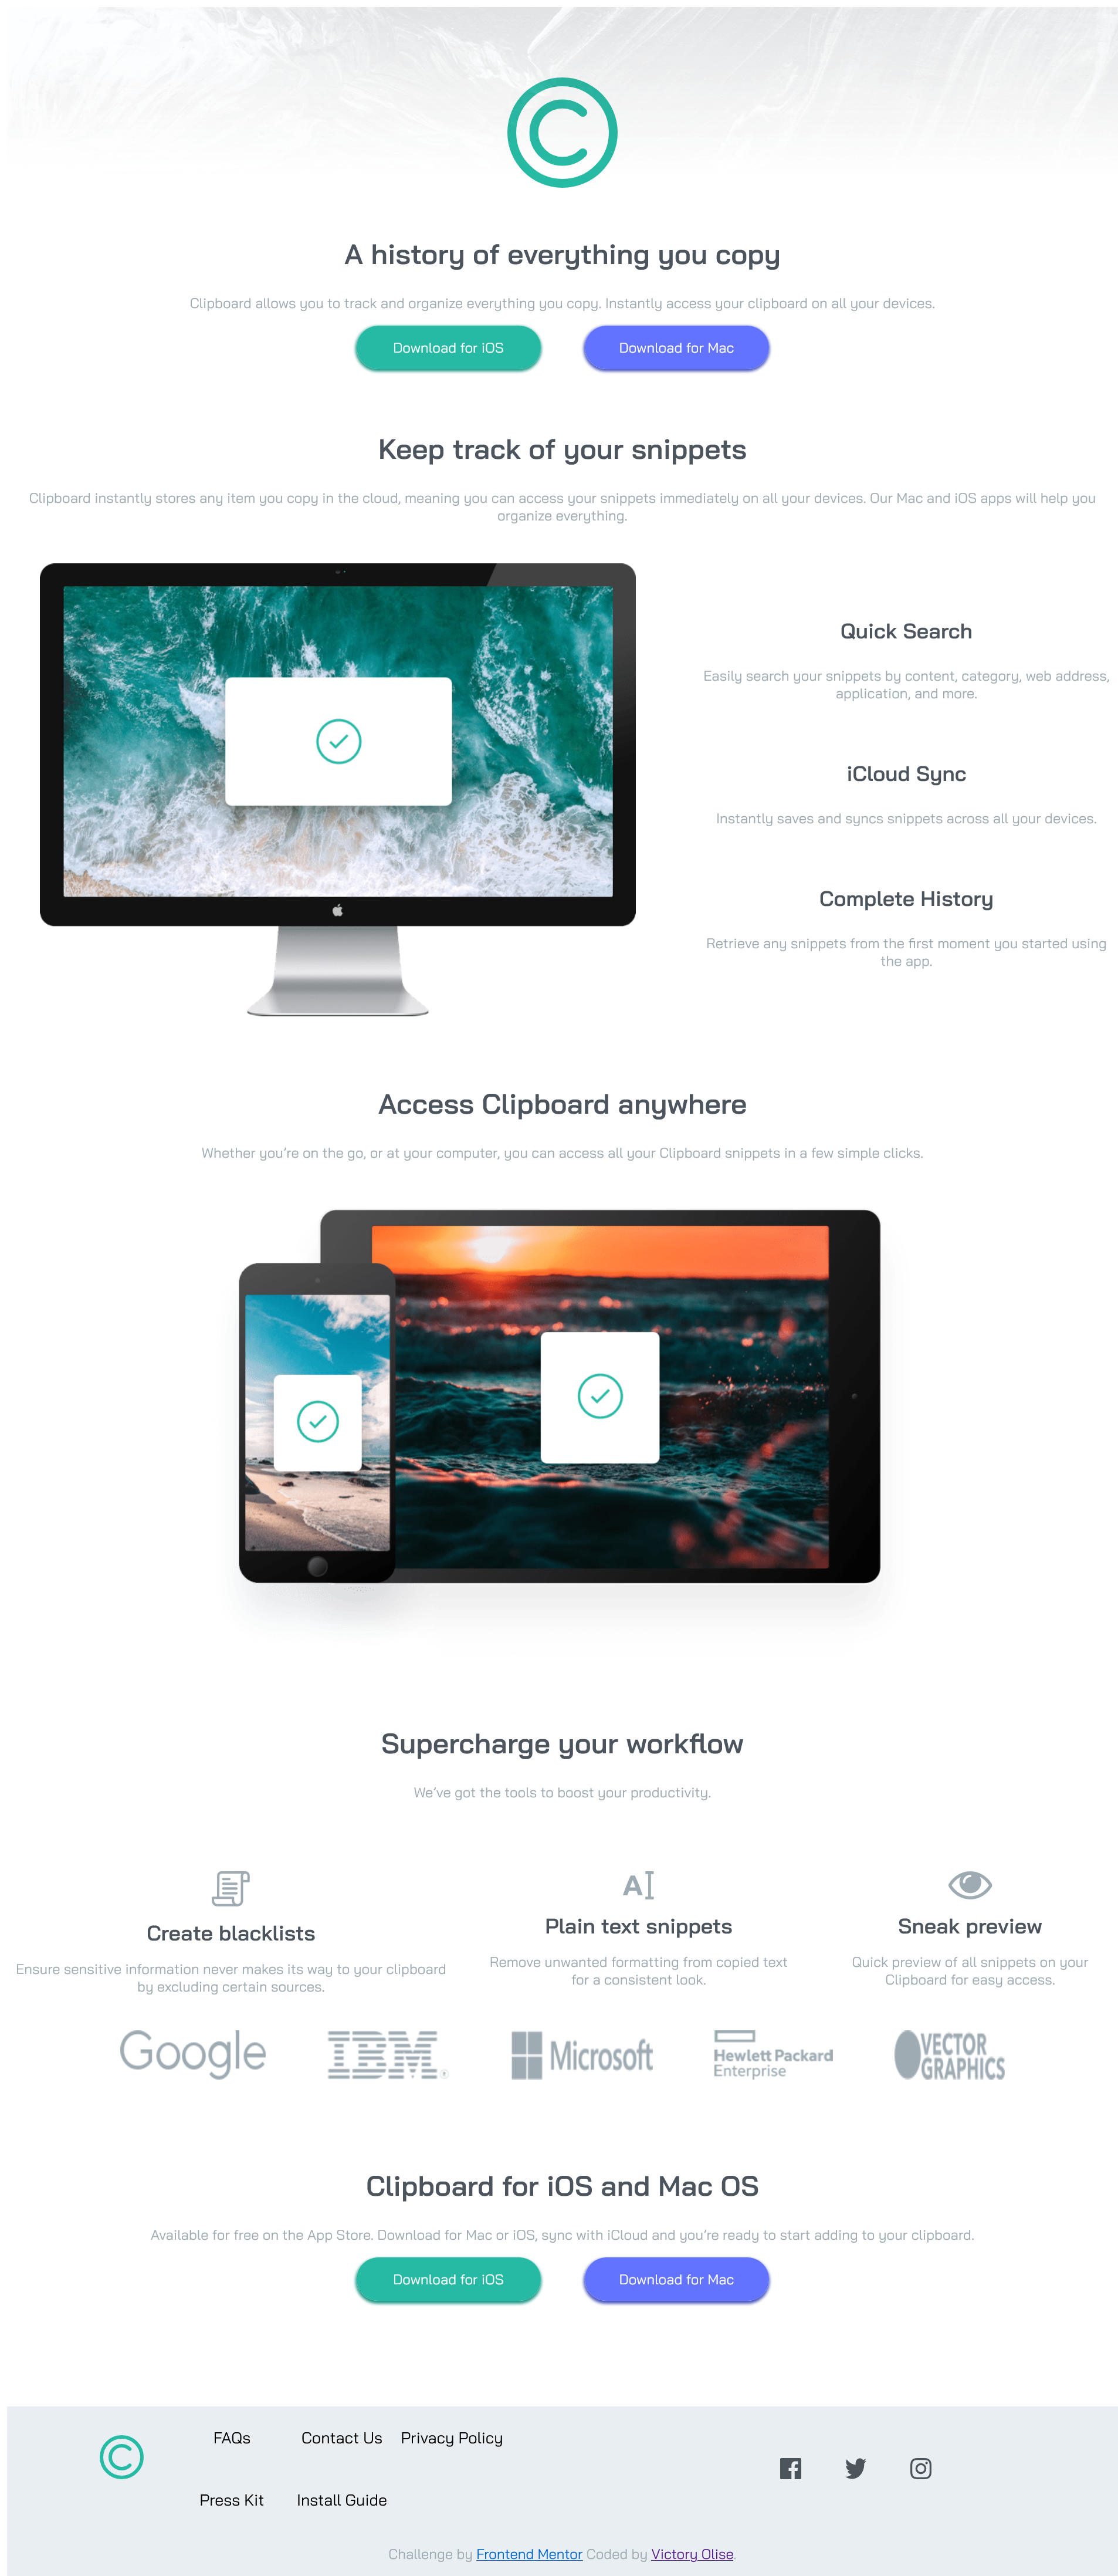 A history of everything you copy
Clipboard allows you to track and organize everything you copy. Instantly access your clipboard on all your devices.
Download for iOS
Download for Mac
Keep track of your snippets
Clipboard instantly stores any item you copy in the cloud, meaning you can access your snippets immediately on all your devices. Our Mac and iOS apps will help you
organize everything.
Quick Search
Easily search your snippets by content, category, web address,
application, and more.
iCloud Sync
Instantly saves and syncs snippets across all your devices.
Complete History
Retrieve any snippets from the first moment you started using
the app.
Access Clipboard anywhere
Whether you’re on the go, or at your computer, you can access all your Clipboard snippets in a few simple clicks.
Supercharge your workflow
We’ve got the tools to boost your productivity.
Create blacklists
Ensure sensitive information never makes its way to your clipboard
by excluding certain sources.
Plain text snippets
Remove unwanted formatting from copied text
for a consistent look.
Sneak preview
Quick preview of all snippets on your
Clipboard for easy access.
Google
IBM
Microsoft
Hewlett Packard
Enterprise
VECTOR
GRAPHICS
Clipboard for iOS and Mac OS
Available for free on the App Store. Download for Mac or iOS, sync with iCloud and you’re ready to start adding to your clipboard.
Download for iOS
Download for Mac
FAQs
Contact Us
Privacy Policy
Press Kit
Install Guide
Challenge by Frontend Mentor Coded by Victory Olise.